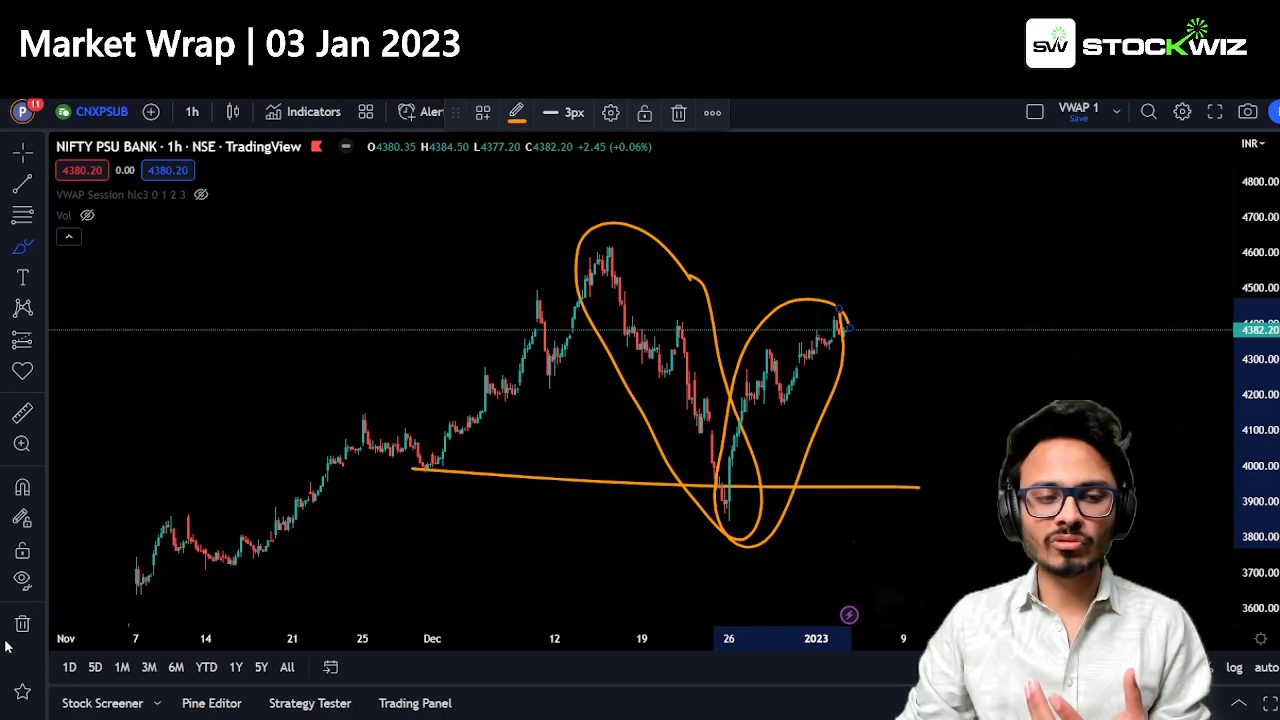 Market Wrap | 03 Jan 2023
SW STOCKWIZ
P 11 CNXPSUB 1h Indicators Aler 3px VWAP 1
Save
NIFTY PSU BANK · 1h · NSE · TradingView O4380.35 H4384.50 L4377.20 C4382.20 +2.45 (+0.06%) INR
4380.20 0.00 4380.20
VWAP Session hlc3 0 1 2 3
Vol
4800.00
4700.00
4600.00
4500.00
4382.20
4300.00
4200.00
4100.00
4000.00
3900.00
3800.00
3700.00
3600.00
Nov 7 14 21 25 Dec 12 19 26 2023 9
1D 5D 1M 3M 6M YTD 1Y 5Y All % log auto
Stock Screener Pine Editor Strategy Tester Trading Panel